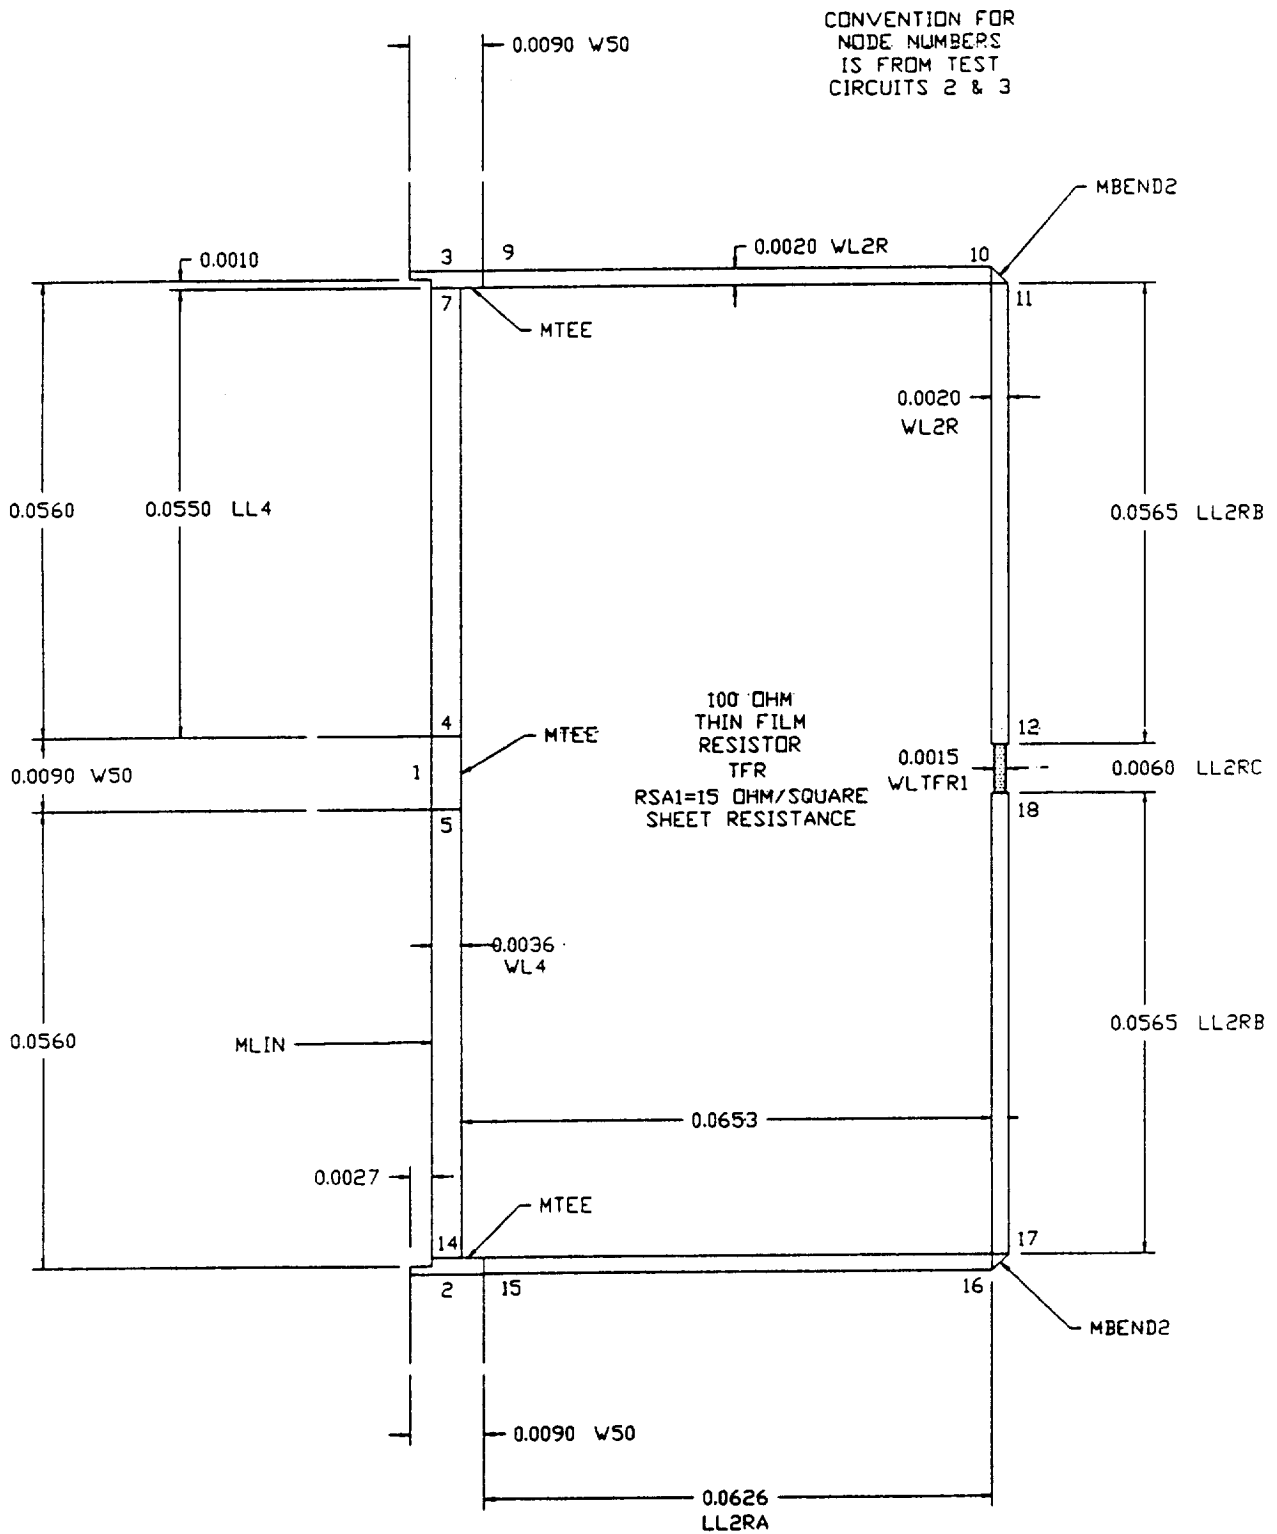 CONVENTION FOR
NODE NUMBERS
IS FROM TEST
CIRCUITS 2 & 3
0.0090 W50
MBEND2
3
9
0.0020 WL2R
10
0.0010
7
11
MTEE
0.0020
WL2R
0.0560
0.0550 LL4
0.0565 LL2RB
100 OHM
THIN FILM
RESISTOR
TFR
RSA1=15 OHM/SQUARE
SHEET RESISTANCE
4
MTEE
12
0.0090 W50
1
0.0015
WLTFR1
0.0060 LL2RC
5
18
0.0036
WL4
0.0560
MLIN
0.0565 LL2RB
0.0653
0.0027
MTEE
14
17
2
15
16
MBEND2
0.0090 W50
0.0626
LL2RA